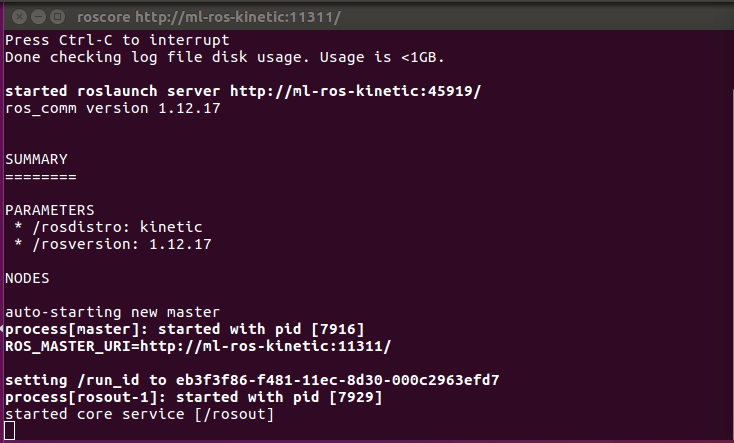 roscore http://ml-ros-kinetic:11311/
Press Ctrl-C to interrupt
Done checking log file disk usage. Usage is <1GB.
started roslaunch server http://ml-ros-kinetic:45919/
ros_comm version 1.12.17
SUMMARY
========
PARAMETERS
 * /rosdistro: kinetic
 * /rosversion: 1.12.17
NODES
auto-starting new master
process[master]: started with pid [7916]
ROS_MASTER_URI=http://ml-ros-kinetic:11311/
setting /run_id to eb3f3f86-f481-11ec-8d30-000c2963efd7
process[rosout-1]: started with pid [7929]
started core service [/rosout]